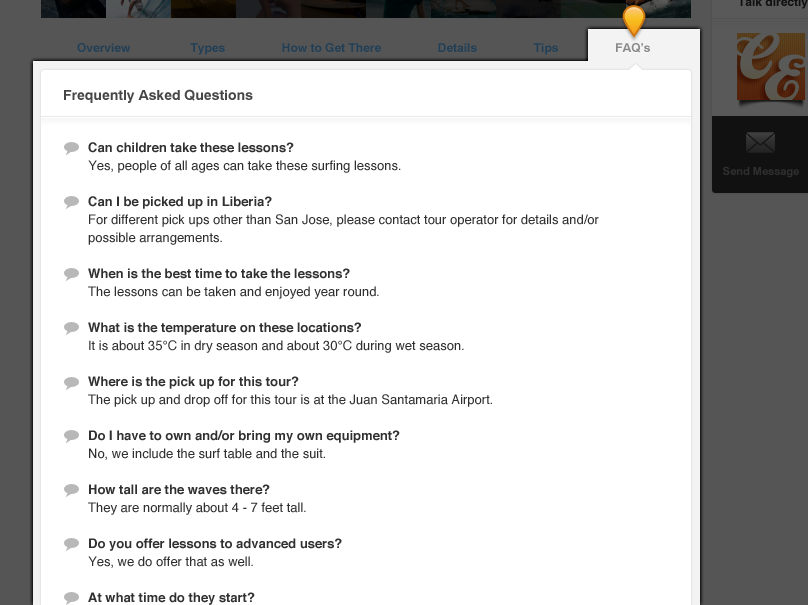 Talk directly
Overview Types How to Get There Details Tips FAQ's
Frequently Asked Questions
Can children take these lessons?
Yes, people of all ages can take these surfing lessons.
Can I be picked up in Liberia?
For different pick ups other than San Jose, please contact tour operator for details and/or
possible arrangements.
When is the best time to take the lessons?
The lessons can be taken and enjoyed year round.
What is the temperature on these locations?
It is about 35°C in dry season and about 30°C during wet season.
Where is the pick up for this tour?
The pick up and drop off for this tour is at the Juan Santamaria Airport.
Do I have to own and/or bring my own equipment?
No, we include the surf table and the suit.
How tall are the waves there?
They are normally about 4 - 7 feet tall.
Do you offer lessons to advanced users?
Yes, we do offer that as well.
At what time do they start?
CE
Send Message